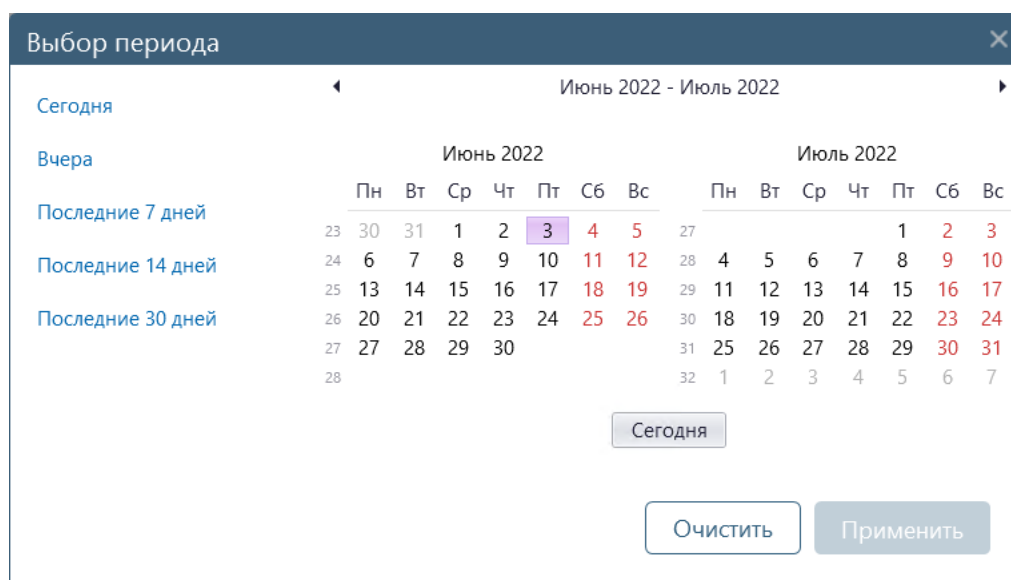 Выбор периода
Сегодня
Вчера
Последние 7 дней
Последние 14 дней
Последние 30 дней
Июнь 2022 - Июль 2022
Июнь 2022
Пн Вт Ср Чт Пт Сб Вс
23 30 31 1 2 3 4 5
24 6 7 8 9 10 11 12
25 13 14 15 16 17 18 19
26 20 21 22 23 24 25 26
27 27 28 29 30
28
Июль 2022
Пн Вт Ср Чт Пт Сб Вс
27 1 2 3
28 4 5 6 7 8 9 10
29 11 12 13 14 15 16 17
30 18 19 20 21 22 23 24
31 25 26 27 28 29 30 31
32 1 2 3 4 5 6 7
Сегодня
Очистить
Применить